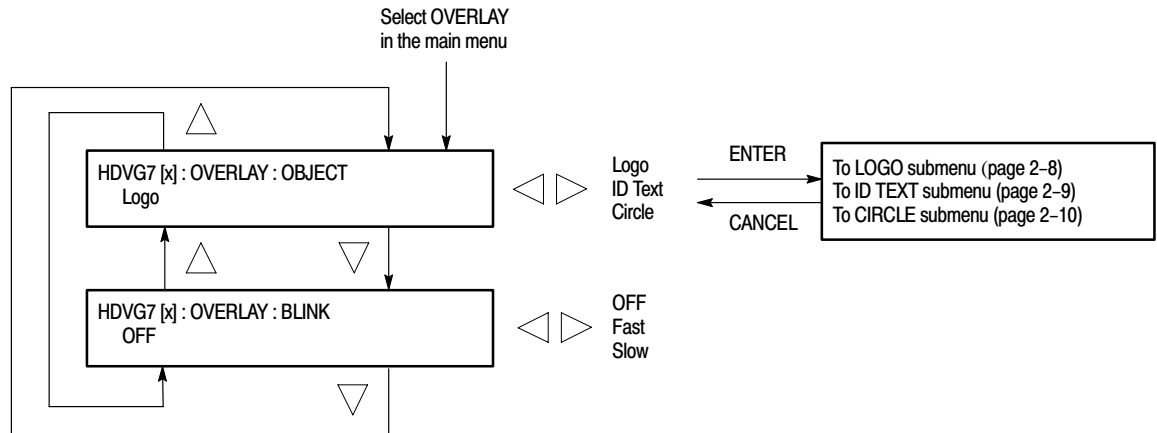 Select OVERLAY
in the main menu
HDVG7 [x] : OVERLAY : OBJECT
Logo
Logo
ID Text
Circle
ENTER
CANCEL
To LOGO submenu (page 2–8)
To ID TEXT submenu (page 2–9)
To CIRCLE submenu (page 2–10)
HDVG7 [x] : OVERLAY : BLINK
OFF
OFF
Fast
Slow